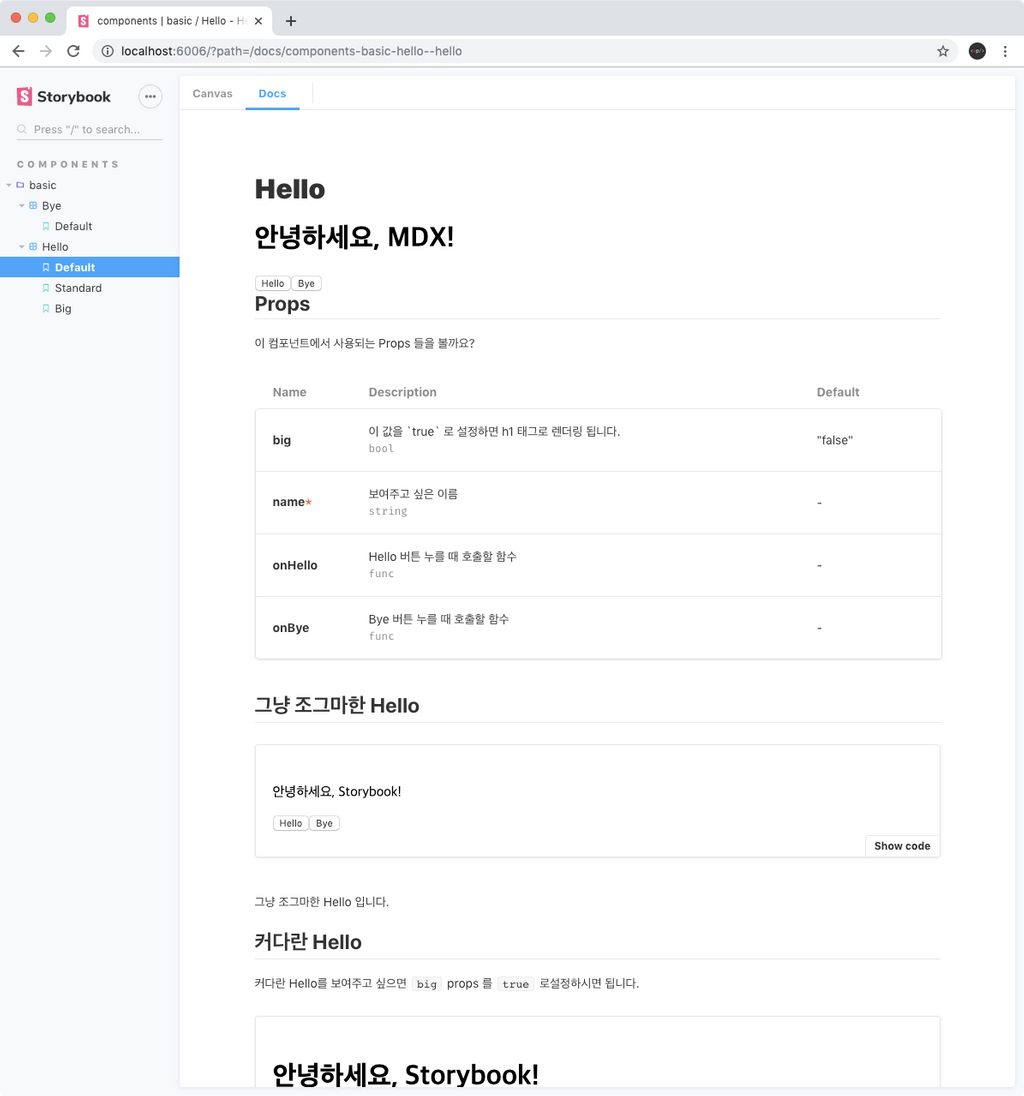 components | basic / Hello - He
localhost:6006/?path=/docs/components-basic-hello--hello
Storybook
Press "/" to search...
COMPONENTS
basic
Bye
Default
Hello
Default
Standard
Big
Canvas
Docs
Hello
안녕하세요, MDX!
Hello Bye
Props
이 컴포넌트에서 사용되는 Props 들을 볼까요?
Name Description Default
big
이 값을 `true` 로 설정하면 h1 태그로 렌더링 됩니다.
bool
"false"
name*
보여주고 싶은 이름
string
-
onHello
Hello 버튼 누를 때 호출할 함수
func
-
onBye
Bye 버튼 누를 때 호출할 함수
func
-
그냥 조그마한 Hello
안녕하세요, Storybook!
Hello Bye
Show code
그냥 조그마한 Hello 입니다.
커다란 Hello
커다란 Hello를 보여주고 싶으면 big props 를 true 로설정하시면 됩니다.
안녕하세요, Storybook!